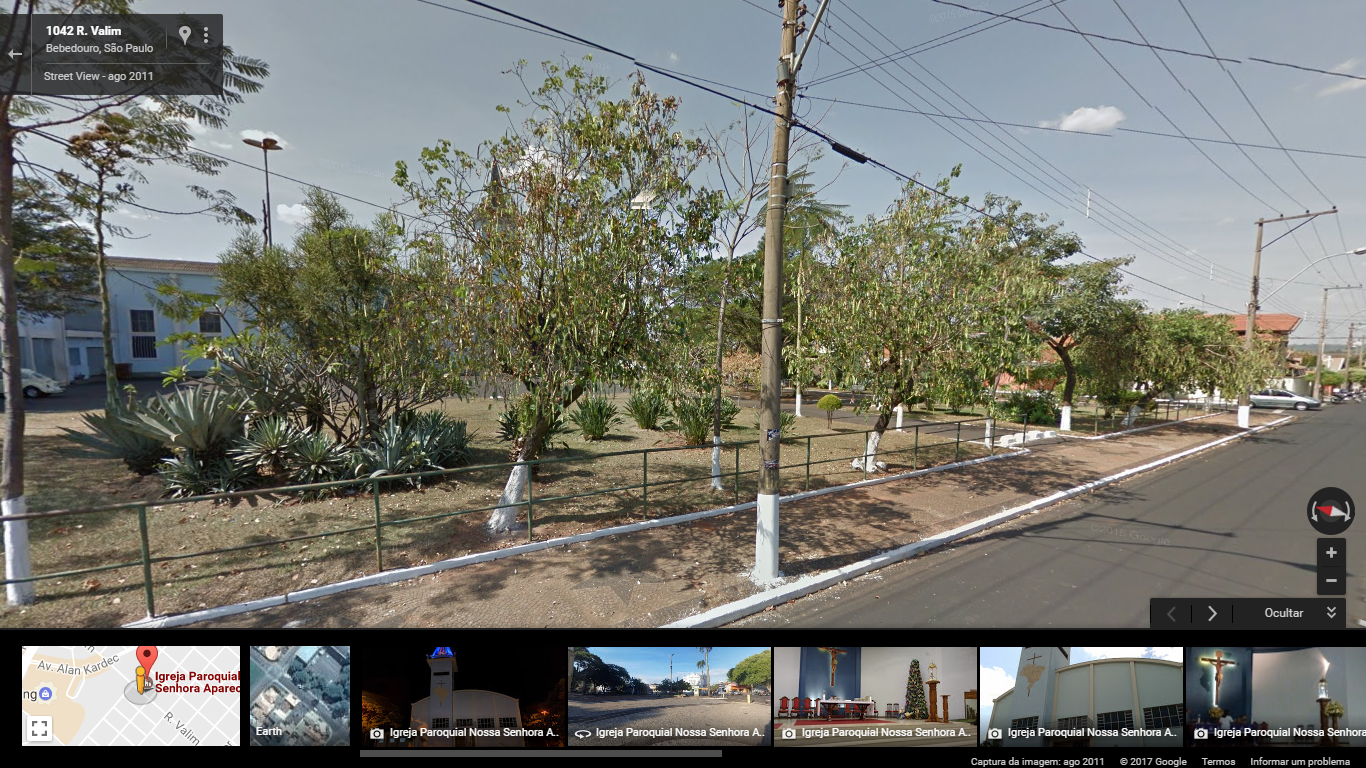 1042 R. Valim
Bebedouro, São Paulo
Street View - ago 2011
Ocultar
Av. Alan Kardec
Igreja Paroquial
Senhora Aparec
ng
R. Valim
Earth
Igreja Paroquial Nossa Senhora A..
Igreja Paroquial Nossa Senhora A..
Igreja Paroquial Nossa Senhora A..
Igreja Paroquial Nossa Senhora A..
Igreja Paroquial Nossa Senhora
Captura da imagem: ago 2011 © 2017 Google Termos Informar um problema